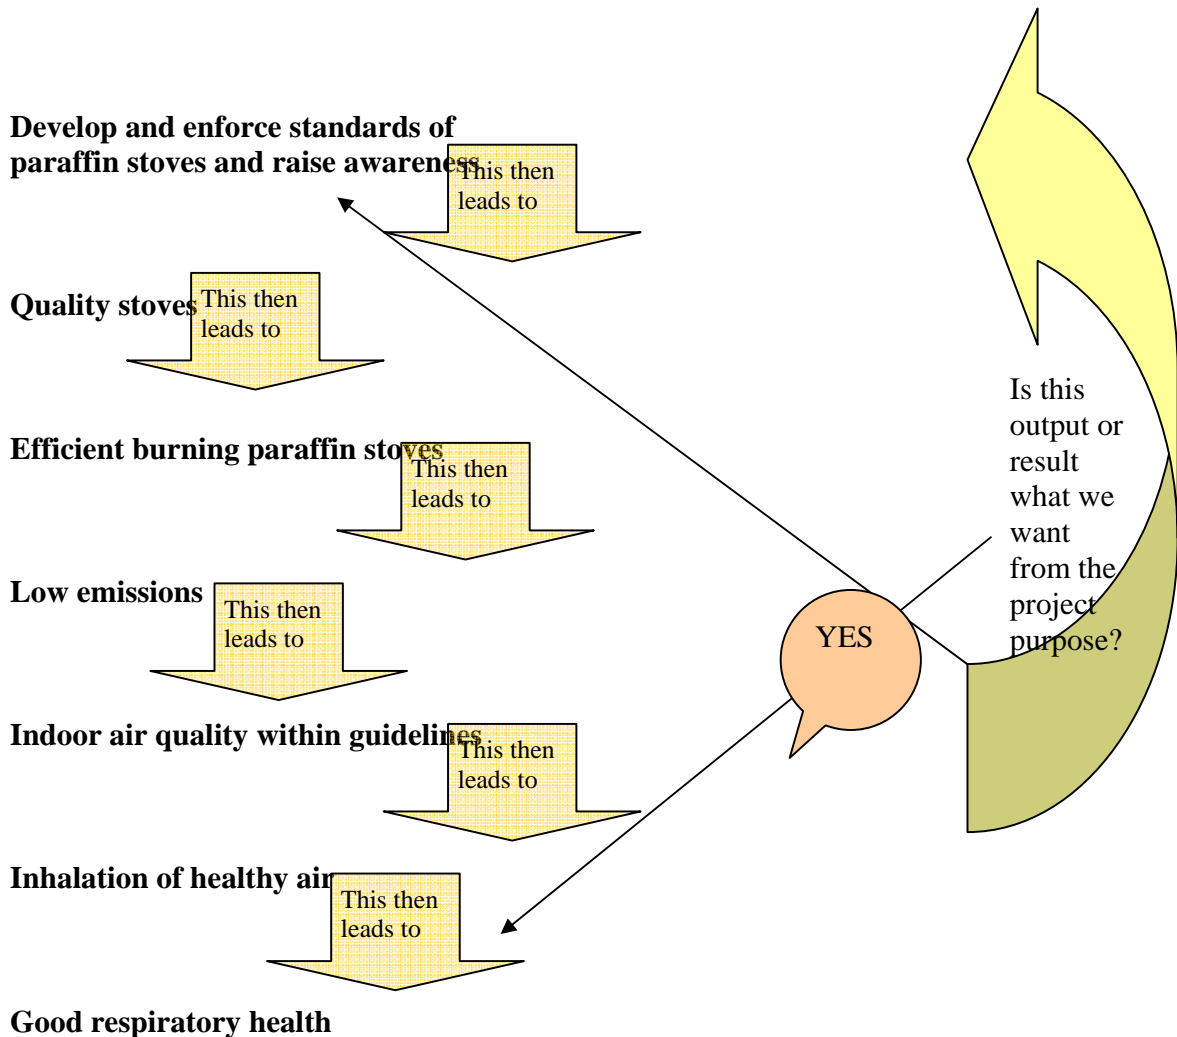 Develop and enforce standards of
paraffin stoves and raise awareness
This then
leads to
Quality stoves
This then
leads to
Efficient burning paraffin stoves
This then
leads to
Low emissions
This then
leads to
Indoor air quality within guidelines
This then
leads to
Inhalation of healthy air
This then
leads to
Good respiratory health
YES
Is this
output or
result
what we
want
from the
project
purpose?